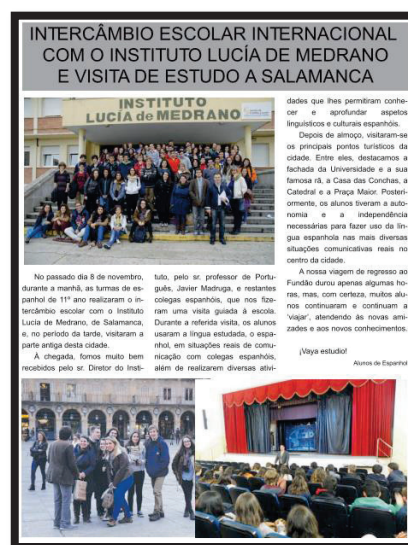 INTERCÂMBIO ESCOLAR INTERNACIONAL
COM O INSTITUTO LUCÍA DE MEDRANO
E VISITA DE ESTUDO A SALAMANCA
INSTITUTO
LUCÍA de MEDRANO
No passado dia 8 de novembro,
durante a manhã, as turmas de es-
panhol de 11º ano realizaram o in-
tercâmbio escolar com o Instituto
Lucía de Medrano, de Salamanca,
e, no período da tarde, visitaram a
parte antiga desta cidade.
À chegada, fomos muito bem
recebidos pelo sr. Diretor do Insti-
tuto, pelo sr. professor de Portu-
guês, Javier Madruga, e restantes
colegas espanhóis, que nos fize-
ram uma visita guiada à escola.
Durante a referida visita, os alunos
usaram a língua estudada, o espa-
nhol, em situações reais de comu-
nicação com colegas espanhóis,
além de realizarem diversas ativi-
dades que lhes permitiram conhe-
cer e aprofundar aspetos
linguísticos e culturais espanhóis.
Depois de almoço, visitaram-se
os principais pontos turísticos da
cidade. Entre eles, destacamos a
fachada da Universidade e a sua
famosa rã, a Casa das Conchas, a
Catedral e a Praça Maior. Posteri-
ormente, os alunos tiveram a auto-
nomia e a independência
necessárias para fazer uso da lín-
gua espanhola nas mais diversas
situações comunicativas reais no
centro da cidade.
A nossa viagem de regresso ao
Fundão durou apenas algumas ho-
ras, mas, com certeza, muitos alu-
nos continuaram e continuam a
‘viajar’, atendendo às novas ami-
zades e aos novos conhecimentos.
¡Vaya estudio!
Alunos de Espanhol